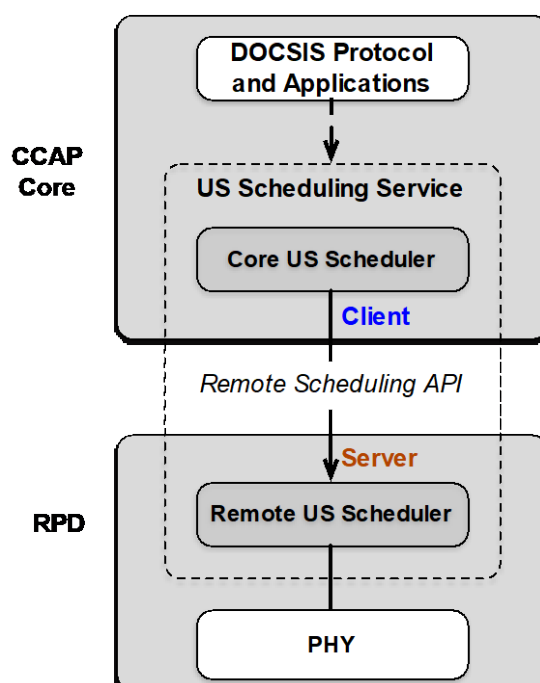 DOCSIS Protocol
and Applications
CCAP
Core
US Scheduling Service
Core US Scheduler
Client
Remote Scheduling API
Server
Remote US Scheduler
RPD
PHY